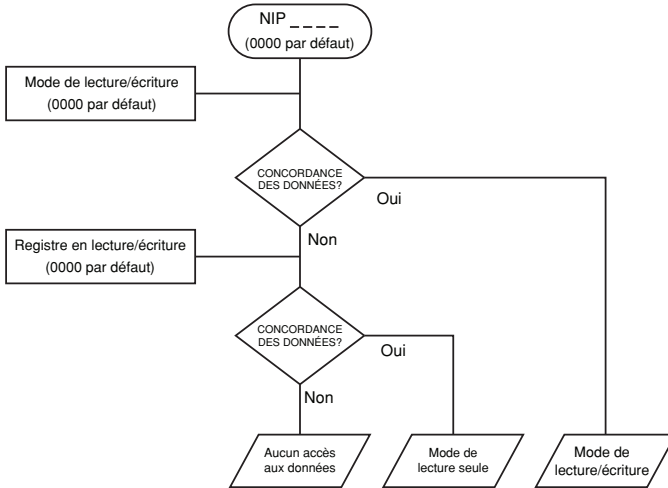 NIP _ _ _ _
(0000 par défaut)
Mode de lecture/écriture
(0000 par défaut)
CONCORDANCE
DES DONNÉES?
Oui
Non
Registre en lecture/écriture
(0000 par défaut)
CONCORDANCE
DES DONNÉES?
Oui
Non
Aucun accès
aux données
Mode de
lecture seule
Mode de
lecture/écriture